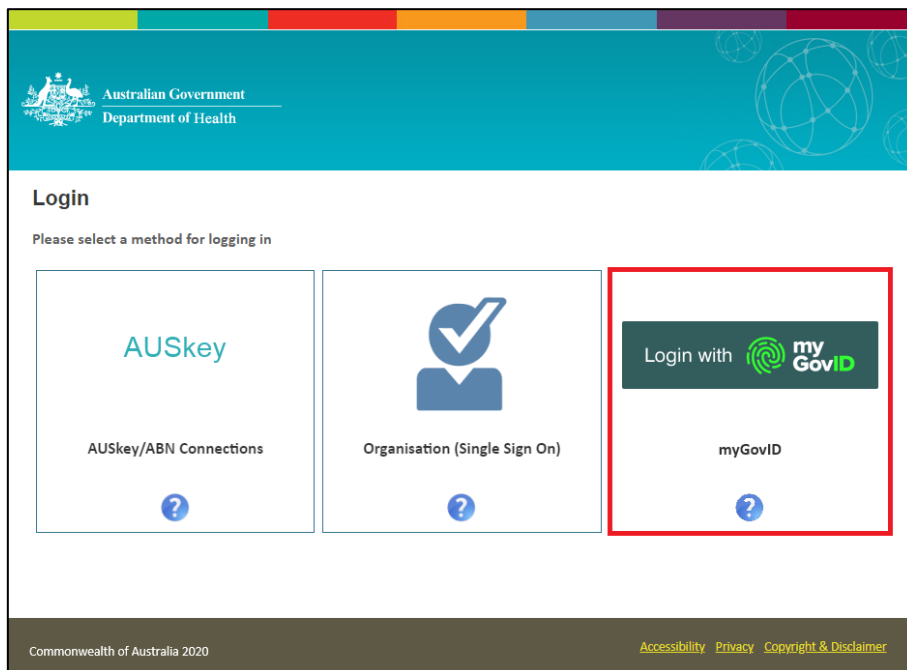 Australian Government
Department of Health
Login
Please select a method for logging in
AUSkey
AUSkey/ABN Connections
?
Organisation (Single Sign On)
?
Login with my GovID
myGovID
?
Commonwealth of Australia 2020
Accessibility Privacy Copyright & Disclaimer